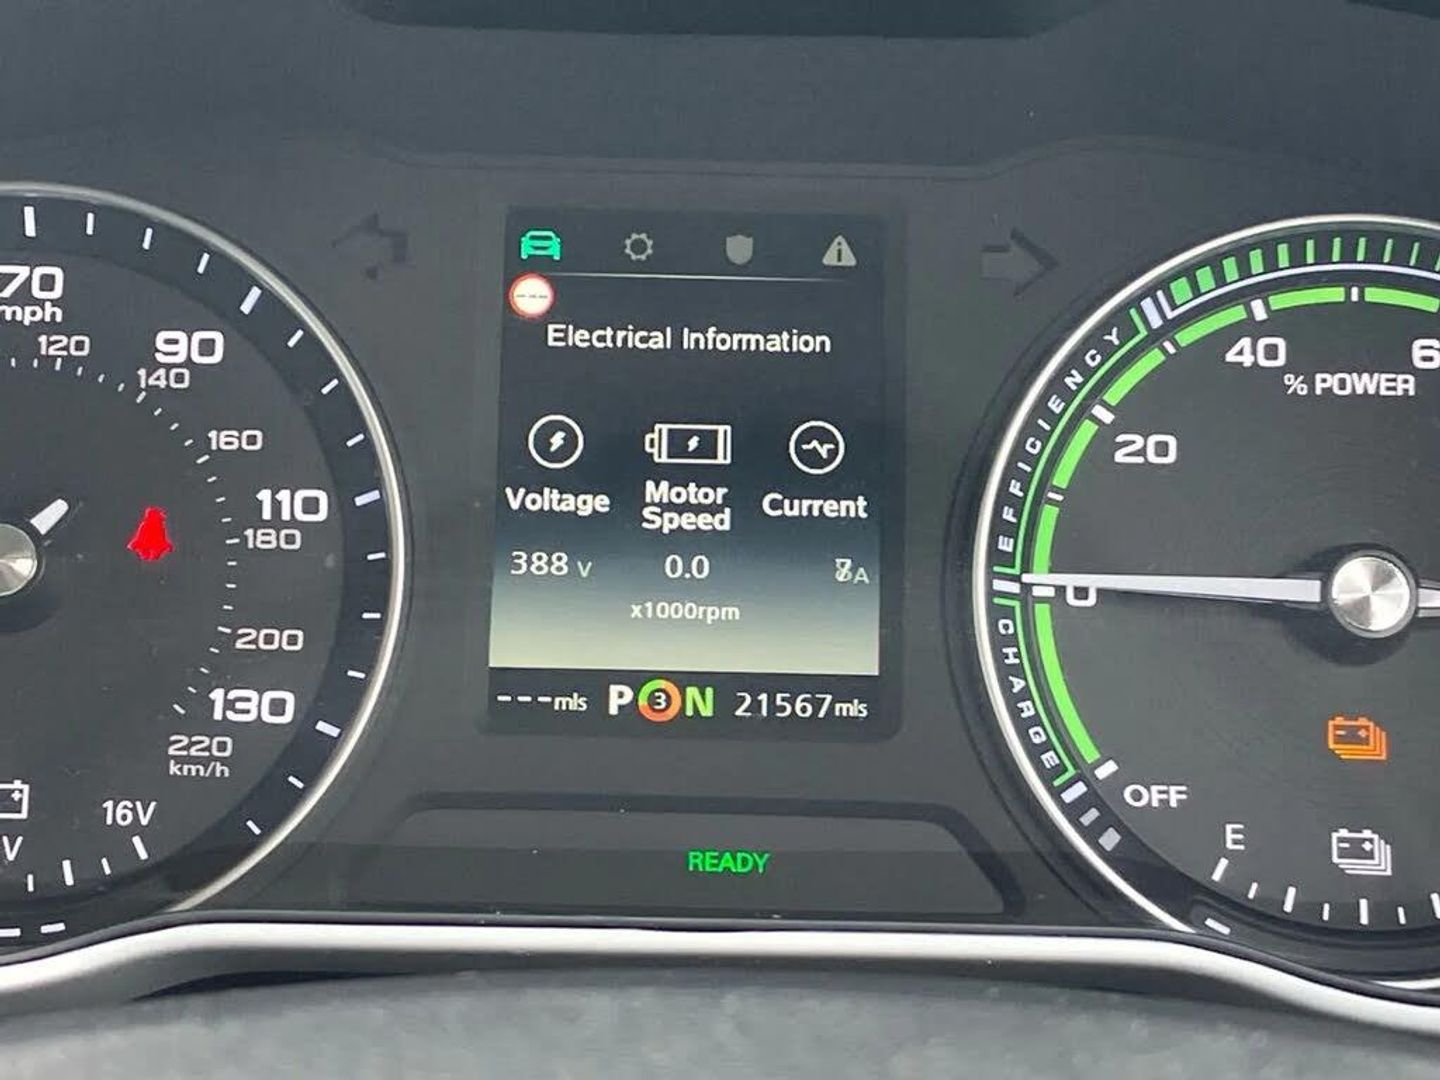 Electrical Information
70
mph
120
90
140
160
110
180
200
130
220
km/h
16V
V
Voltage
Motor
Speed
Current
388 V
0.0
A
x1000rpm
---mls
P 3 N
21567mls
READY
EFFICIENCY
CHARGE
40
% POWER
20
0
OFF
E